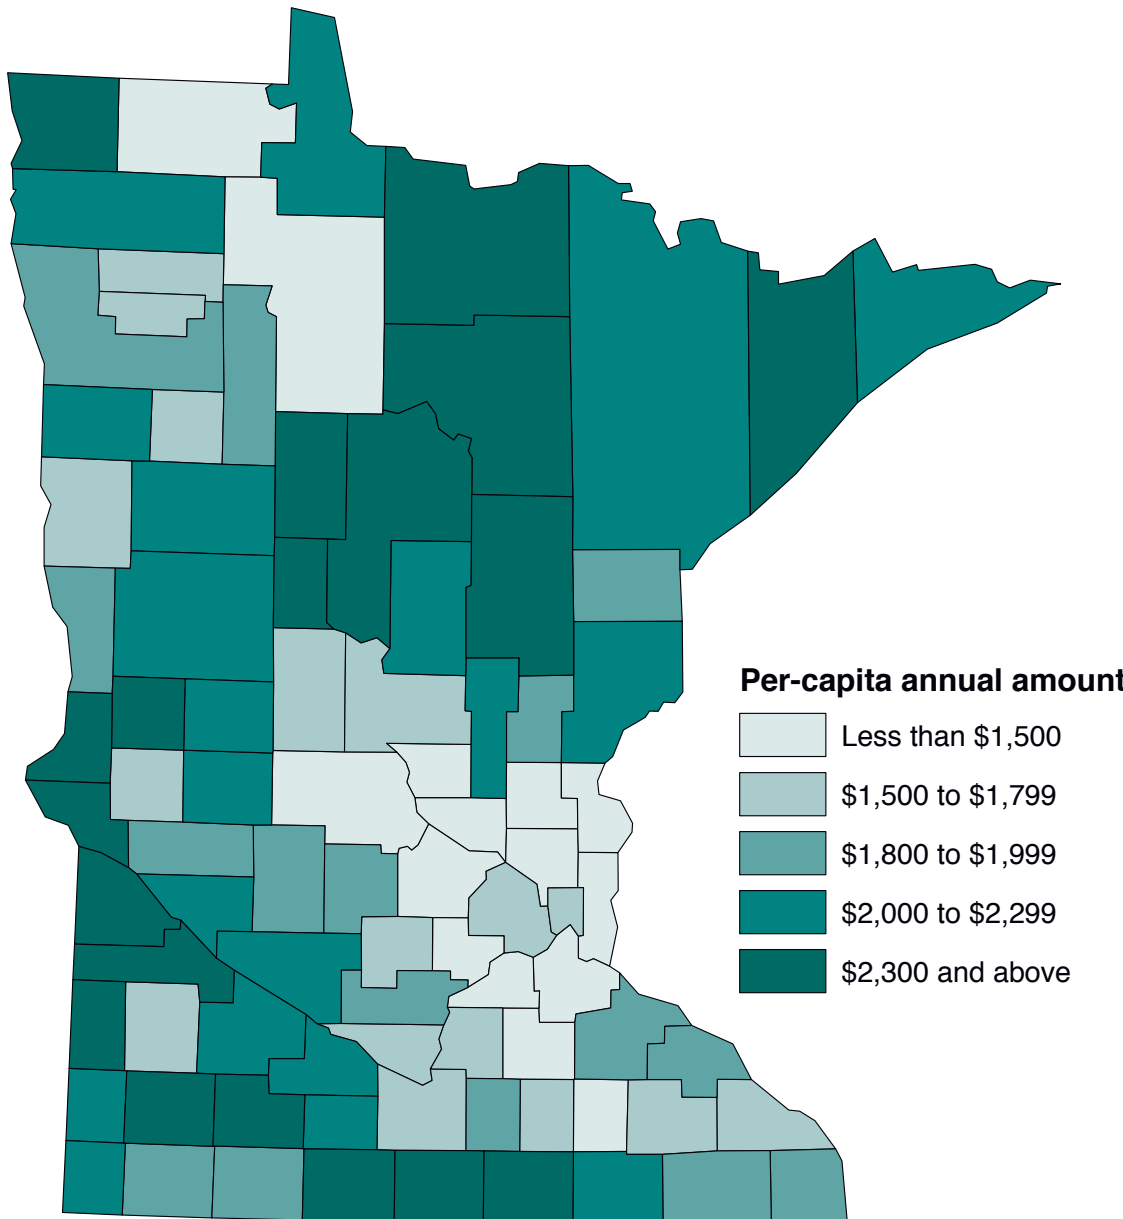 Per-capita annual amount
Less than $1,500
$1,500 to $1,799
$1,800 to $1,999
$2,000 to $2,299
$2,300 and above